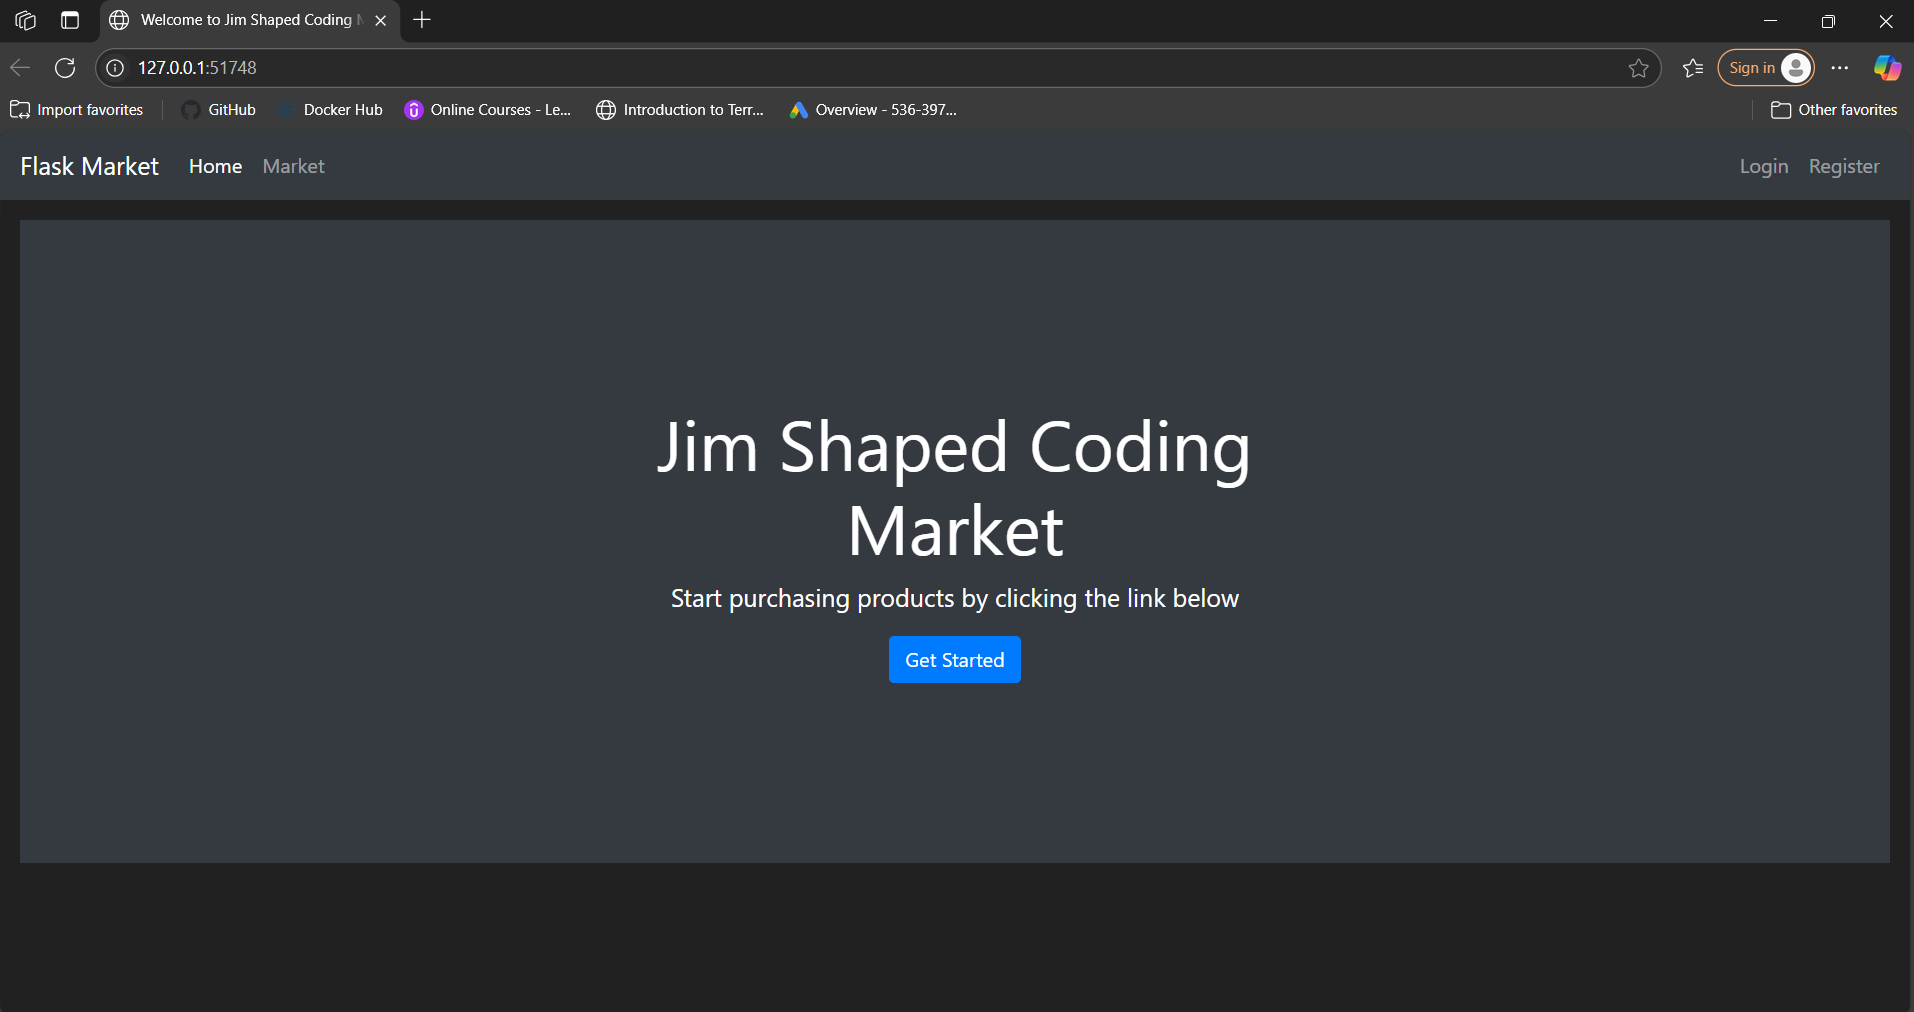 Welcome to Jim Shaped Coding
127.0.0.1:51748
Sign in
Import favorites
GitHub
Docker Hub
Online Courses - Le...
Introduction to Terr...
Overview - 536-397...
Other favorites
Flask Market Home Market Login Register
Jim Shaped Coding
Market
Start purchasing products by clicking the link below
Get Started